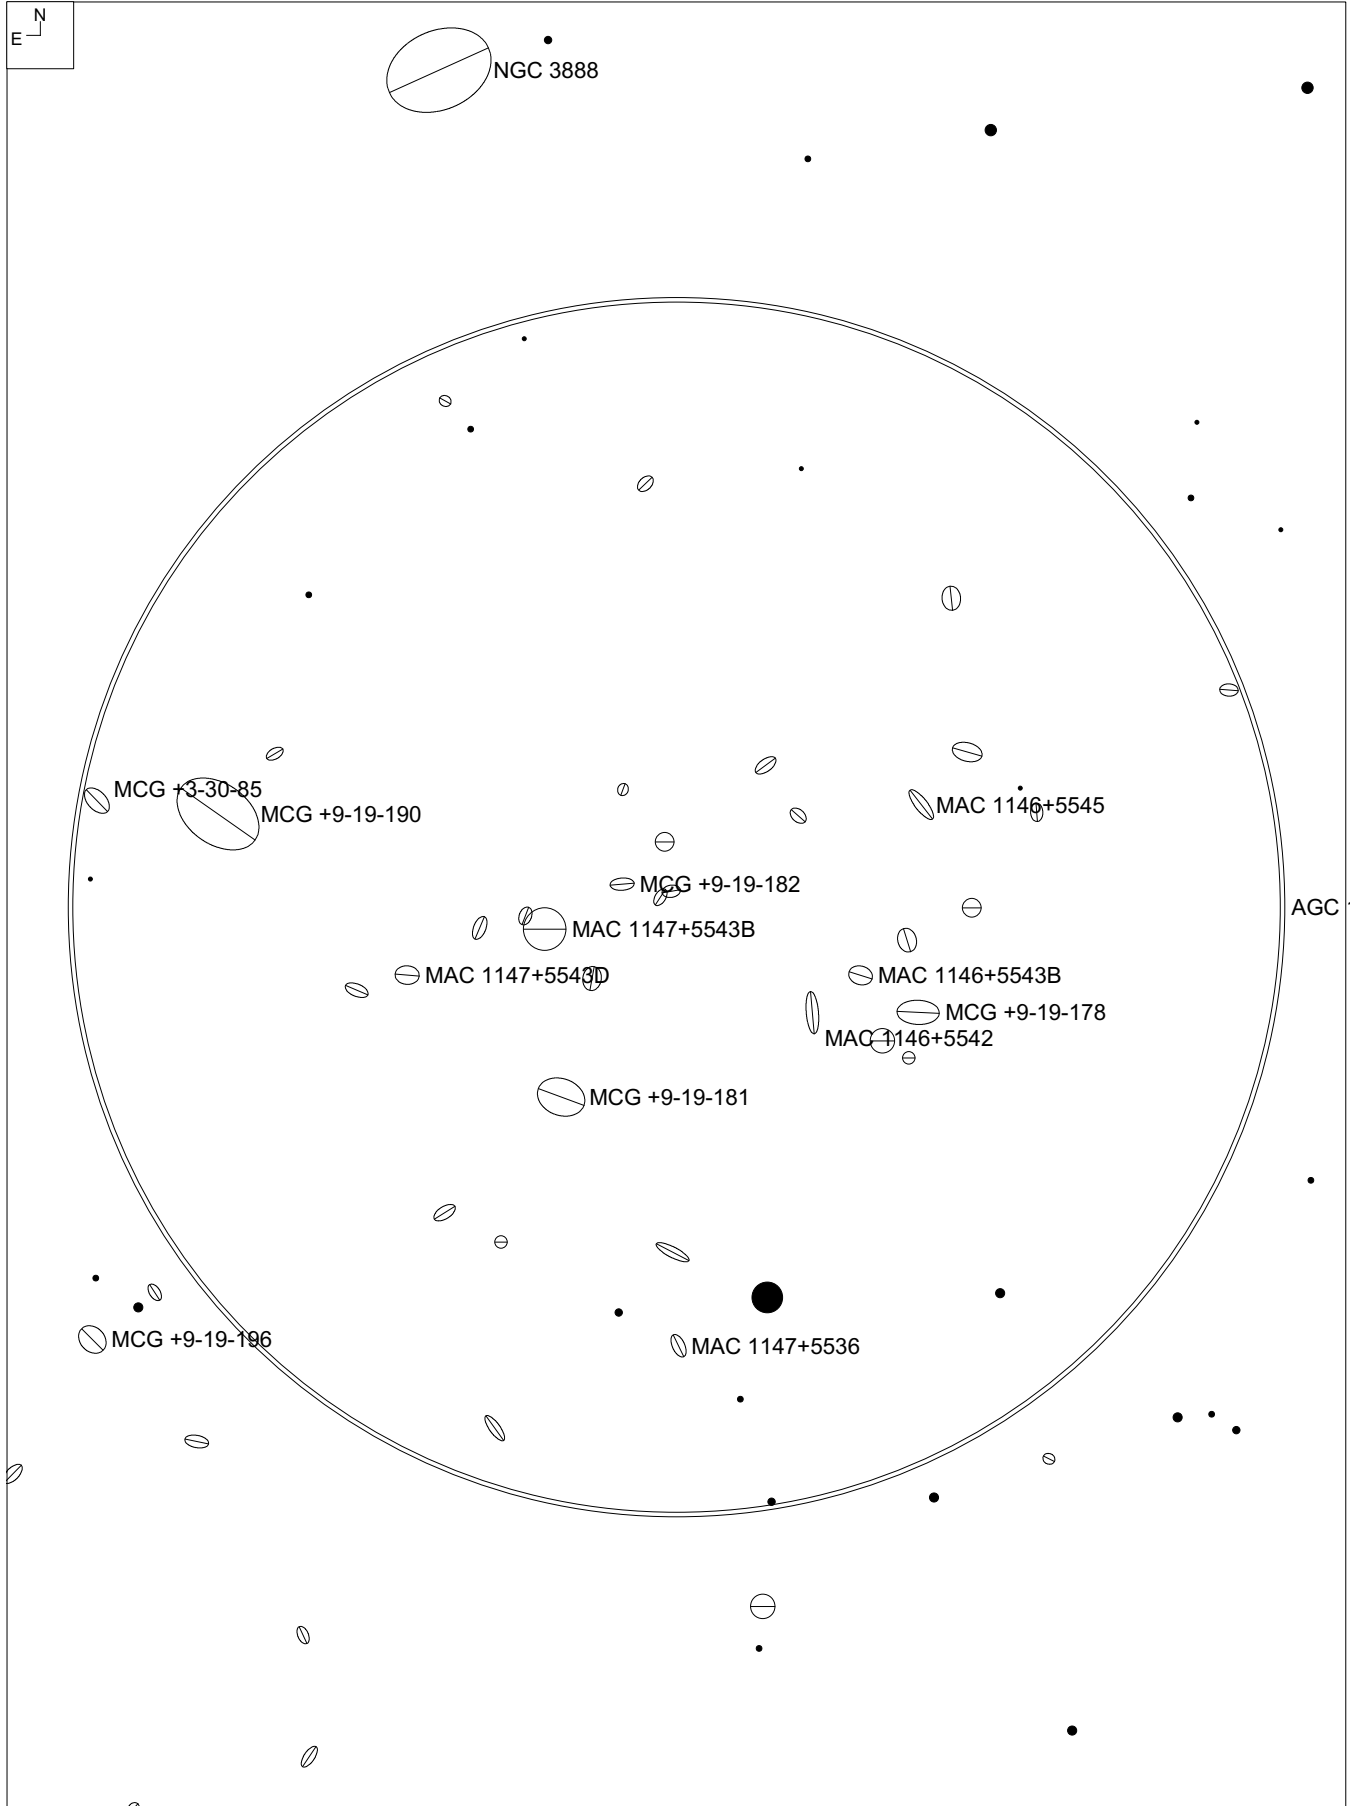 N
E
NGC 3888
MCG +3-30-85
MCG +9-19-190
MAC 1146+5545
MCG +9-19-182
AGC
MAC 1147+5543B
MAC 1147+5543D
MAC 1146+5543B
MCG +9-19-178
MAC 1146+5542
MCG +9-19-181
MCG +9-19-196
MAC 1147+5536